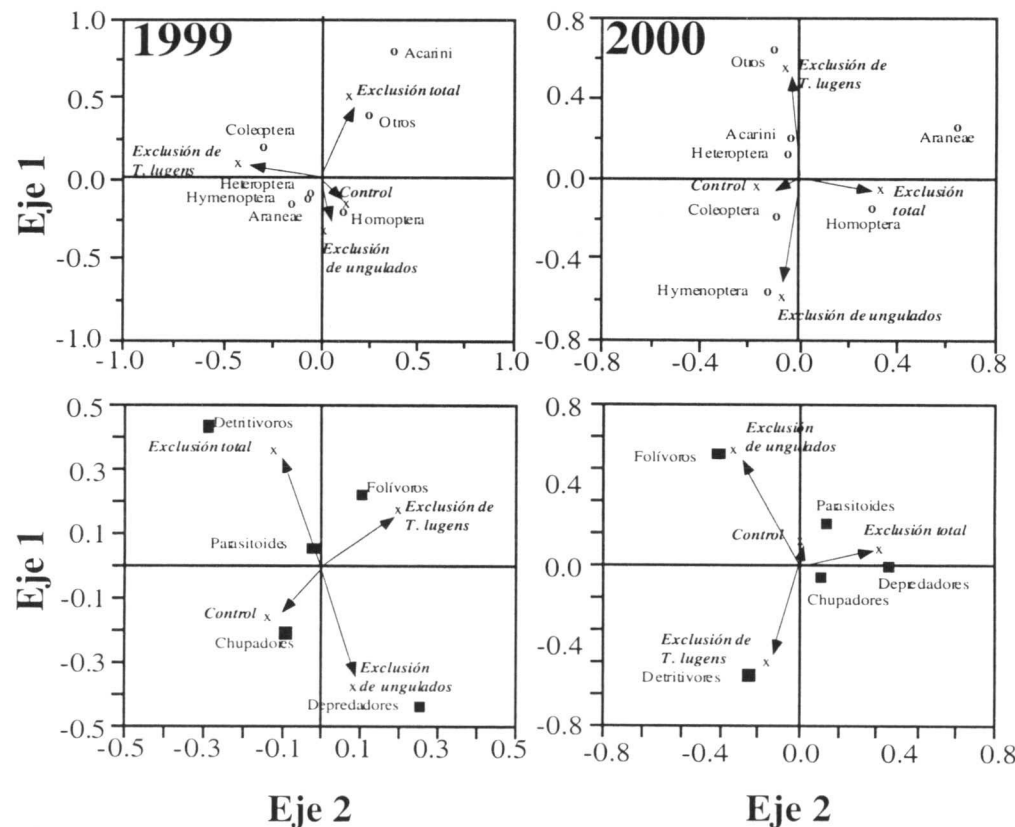 1999
1.0
Acarini
Exclusión total
Otros
0.5
Coleoptera
Exclusión de
T. lugens
0.0
Heteroptera
Hymenoptera
Araneae
Control
Homoptera
Exclusión
de ungulados
-0.5
-1.0
-1.0
-0.5
0.0
0.5
1.0
Eje 1
2000
0.8
Otros
Exclusión de
T. lugens
0.4
Acarini
Heteroptera
Araneae
0.0
Control
Coleoptera
Exclusión
total
Homoptera
-0.4
Hymenoptera
Exclusión de ungulados
-0.8
-0.8
-0.4
0.0
0.4
0.8
0.5
Detritivoros
Exclusión total
0.3
Folívoros
Exclusión de
T. lugens
0.1
Parasitoides
-0.1
Control
Chupadores
-0.3
Exclusión
de ungulados
Depredadores
-0.5
-0.5
-0.3
-0.1
0.1
0.3
0.5
Eje 1
Eje 2
0.8
Exclusión
de ungulados
Folívoros
0.4
Parasitoides
Control
Exclusión total
0.0
Depredadores
Chupadores
-0.4
Exclusión de
T. lugens
Detritivores
-0.8
-0.8
-0.4
0.0
0.4
0.8
Eje 2